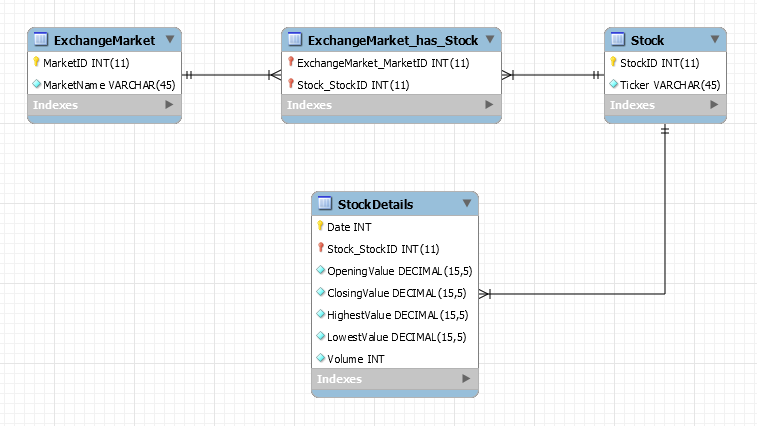 ExchangeMarket
MarketID INT(11)
MarketName VARCHAR(45)
Indexes
ExchangeMarket_has_Stock
ExchangeMarket_MarketID INT(11)
Stock_StockID INT(11)
Indexes
Stock
StockID INT(11)
Ticker VARCHAR(45)
Indexes
StockDetails
Date INT
Stock_StockID INT(11)
OpeningValue DECIMAL(15,5)
ClosingValue DECIMAL(15,5)
HighestValue DECIMAL(15,5)
LowestValue DECIMAL(15,5)
Volume INT
Indexes